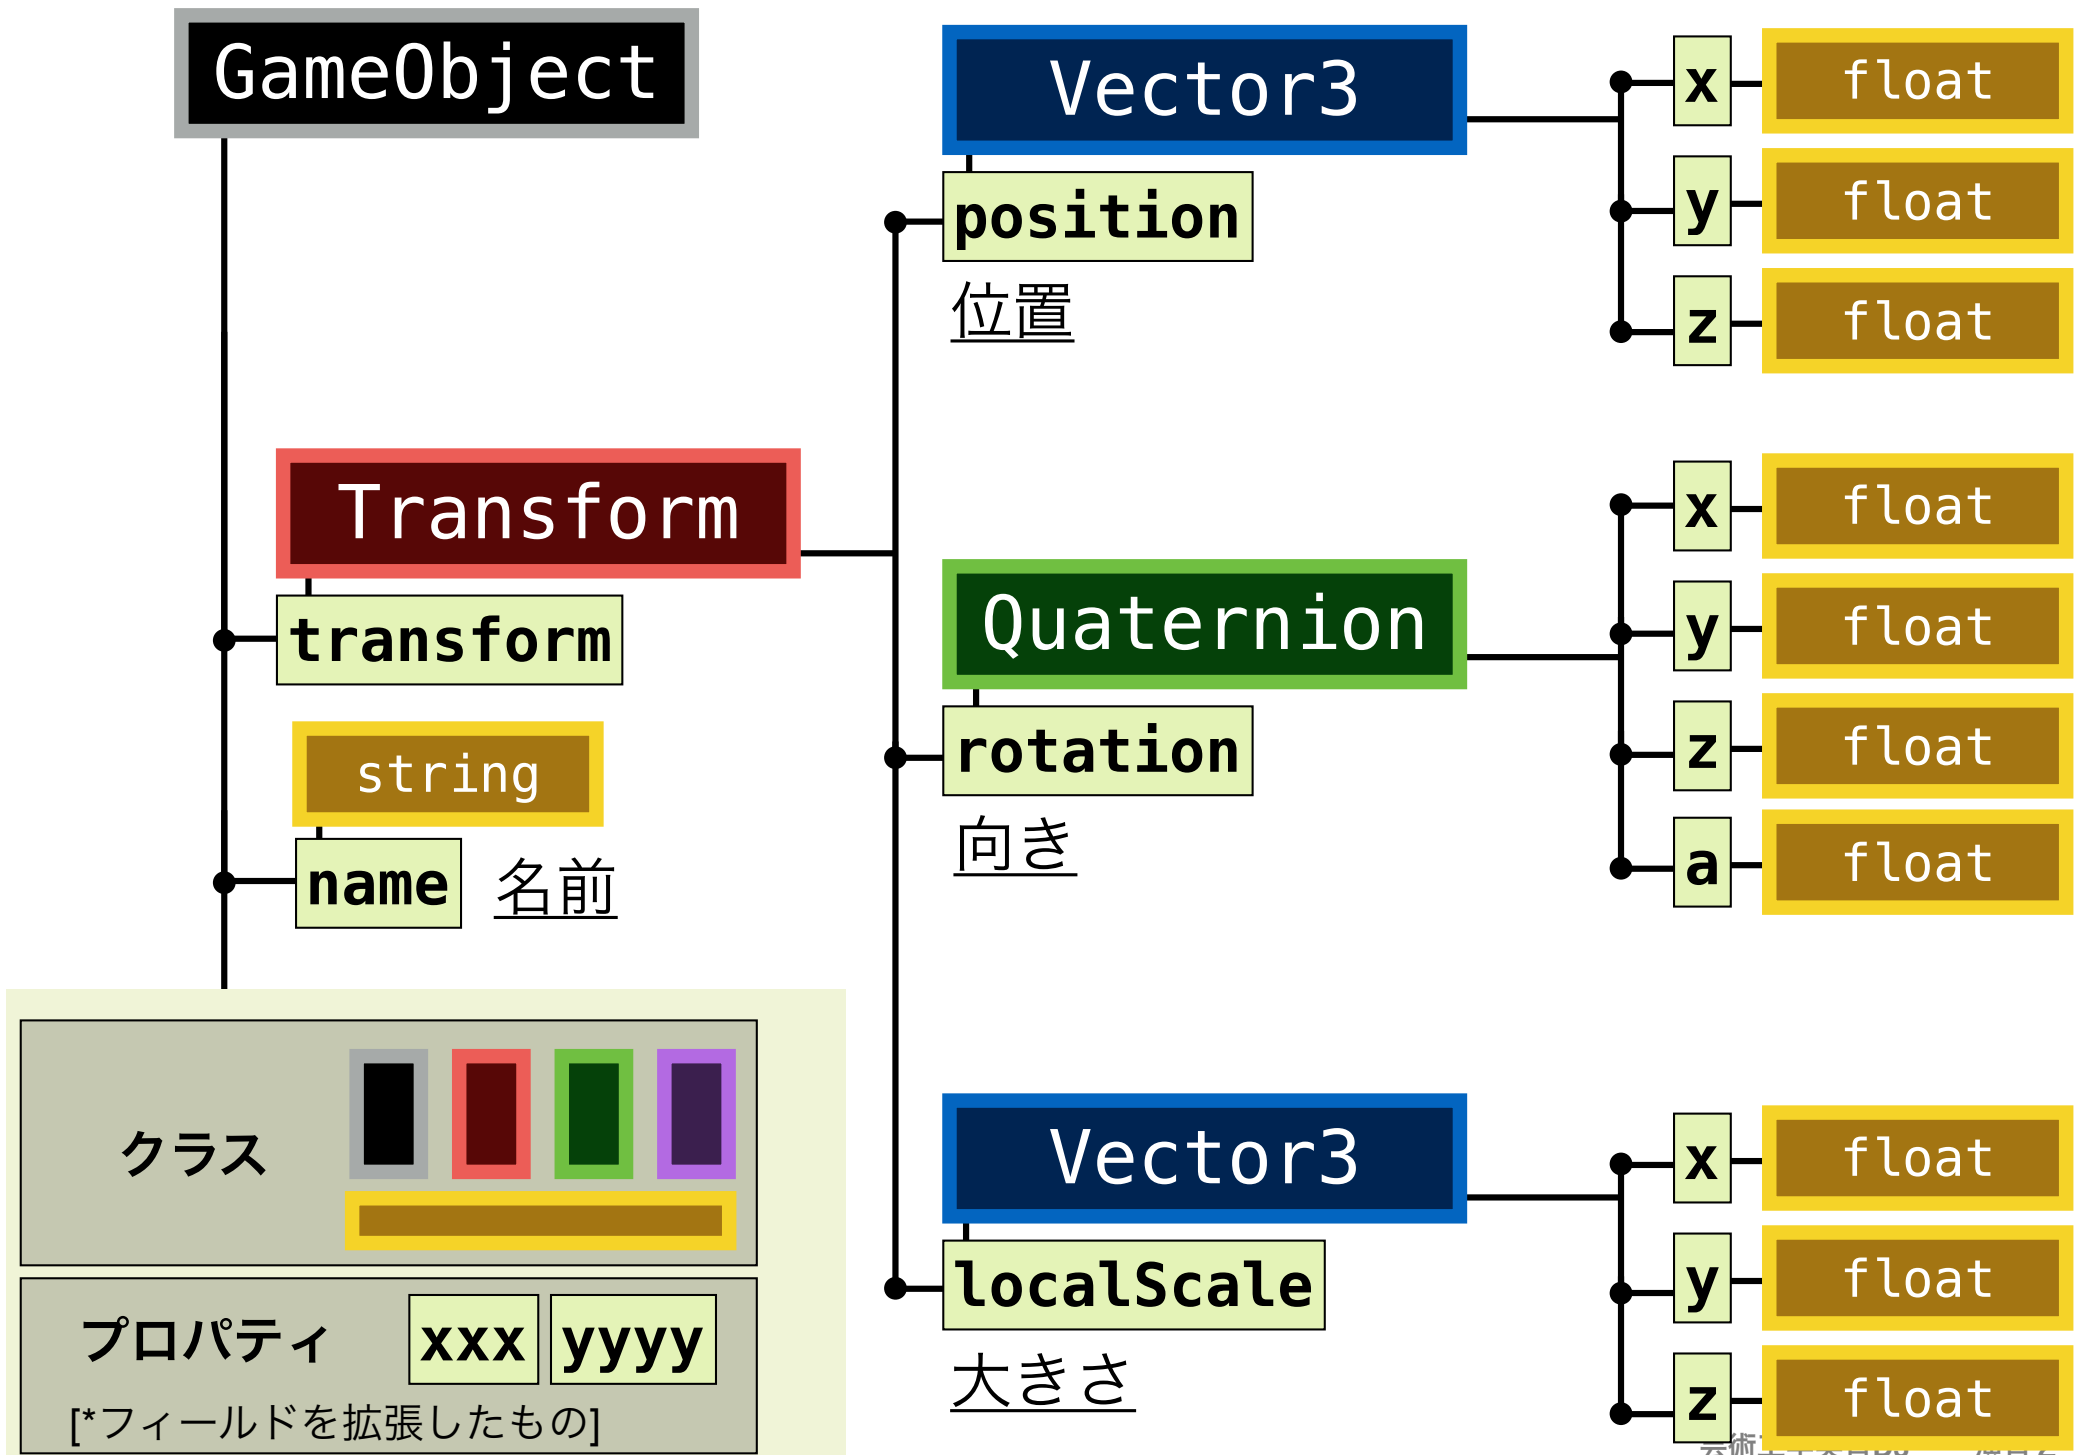 GameObject
Transform
transform
string
name
名前
Vector3
position
位置
x
float
y
float
z
float
Quaternion
rotation
向き
x
float
y
float
z
float
a
float
Vector3
localScale
大きさ
x
float
y
float
z
float
クラス
プロパティ
xxx
yyyy
[*フィールドを拡張したもの]